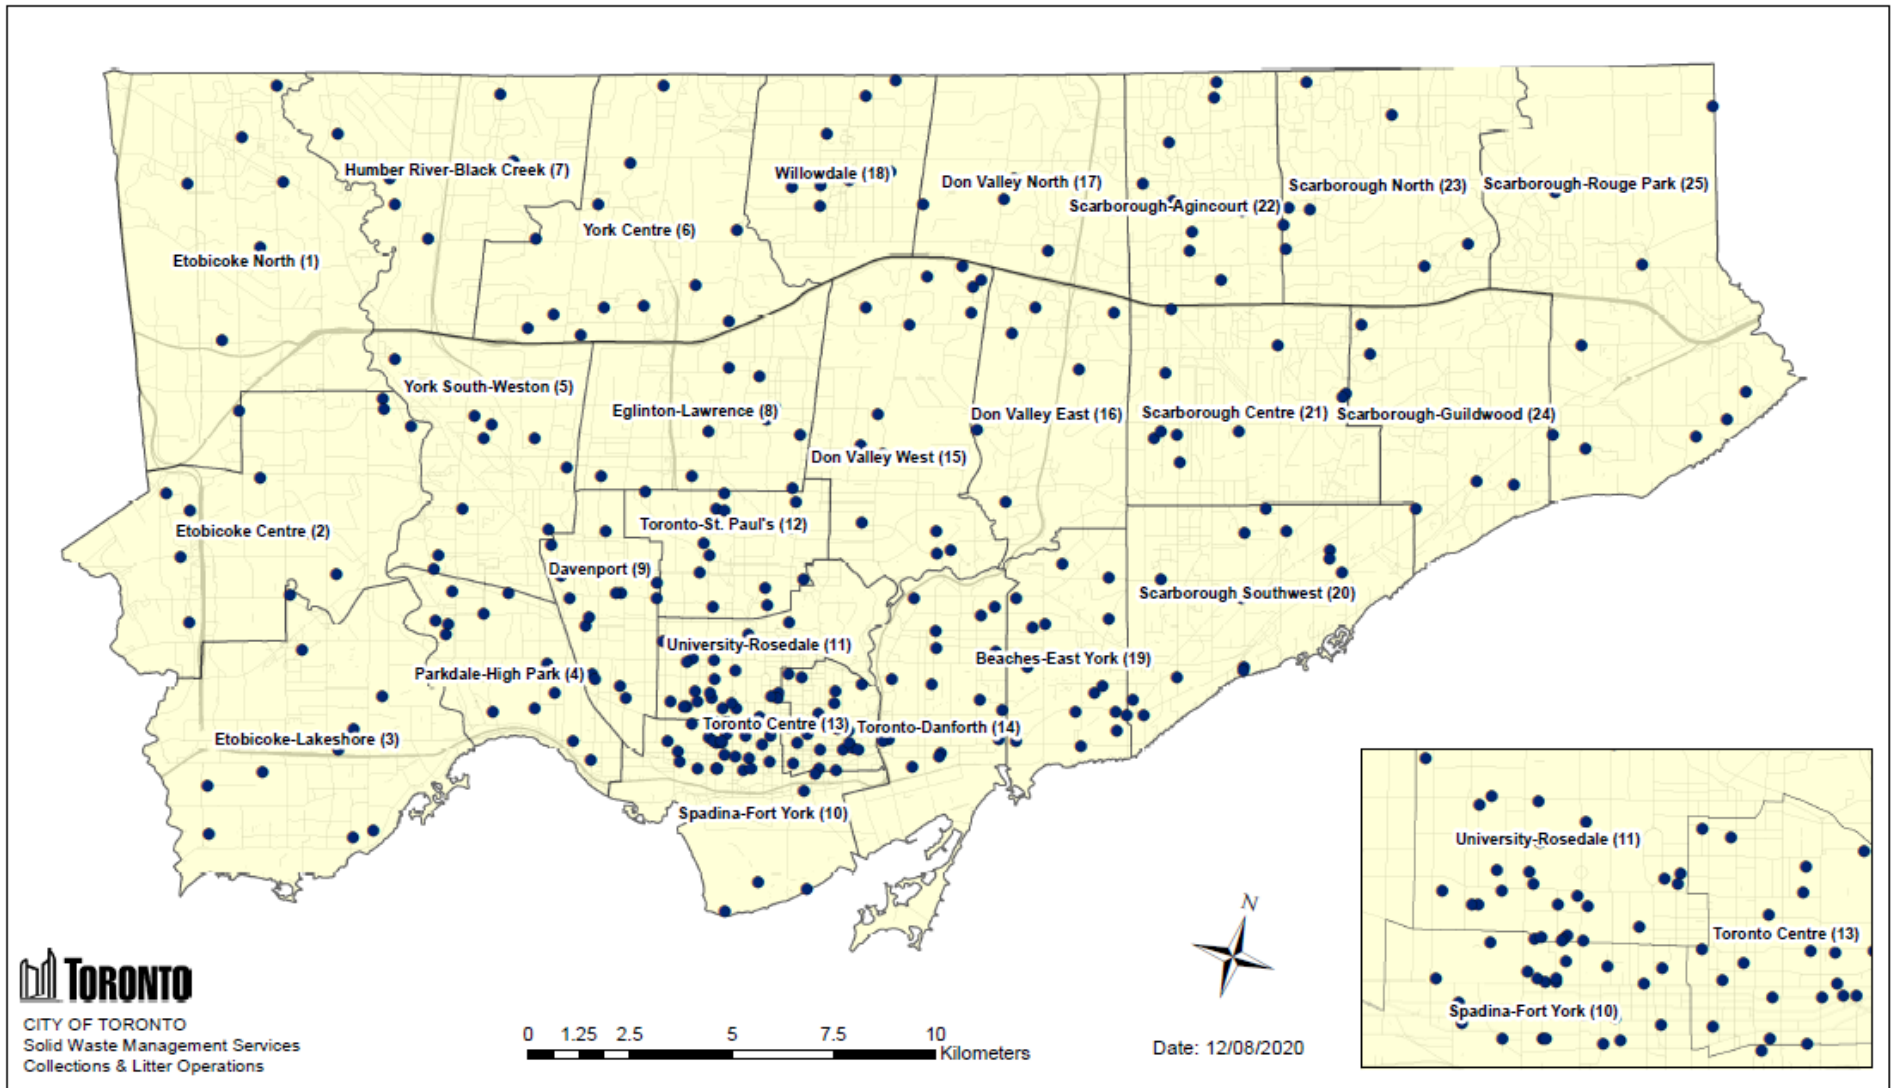 Humber River-Black Creek (7)
Willowdale (18)
Don Valley North (17)
Scarborough North (23)
Scarborough-Rouge Park (25)
Scarborough-Agincourt (22)
York Centre (6)
Etobicoke North (1)
York South-Weston (5)
Eglinton-Lawrence (8)
Don Valley East (16)
Scarborough Centre (21)
Scarborough-Guildwood (24)
Don Valley West (15)
Etobicoke Centre (2)
Toronto-St. Paul's (12)
Davenport (9)
Scarborough Southwest (20)
University-Rosedale (11)
Beaches-East York (19)
Parkdale-High Park (4)
Toronto Centre (13)
Toronto-Danforth (14)
Etobicoke-Lakeshore (3)
Spadina-Fort York (10)
University-Rosedale (11)
Toronto Centre (13)
Spadina-Fort York (10)
N
TORONTO
CITY OF TORONTO
Solid Waste Management Services
Collections & Litter Operations
0 1.25 2.5 5 7.5 10
Kilometers
Date: 12/08/2020